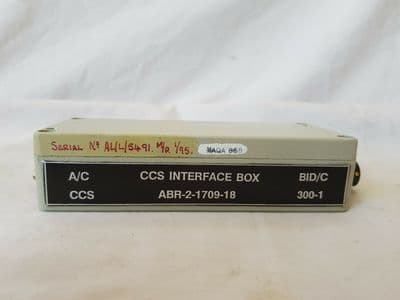 SERIAL Nº AL/L/5491. M/R 1/95. MAQA 868
A/C CCS INTERFACE BOX BID/C
CCS ABR-2-1709-18 300-1